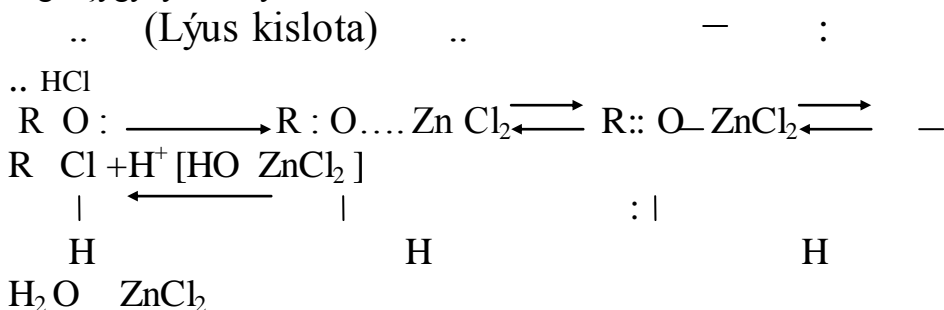 .. (Lýus kislota) .. — :
.. HCl
R O : ⟶ R : O…. Zn Cl₂ ⇄ R:: O— ZnCl₂ ⇄ —
R Cl +H⁺ [HO ZnCl₂ ]
| ⟵ | : |
H H H
H₂ O ZnCl₂